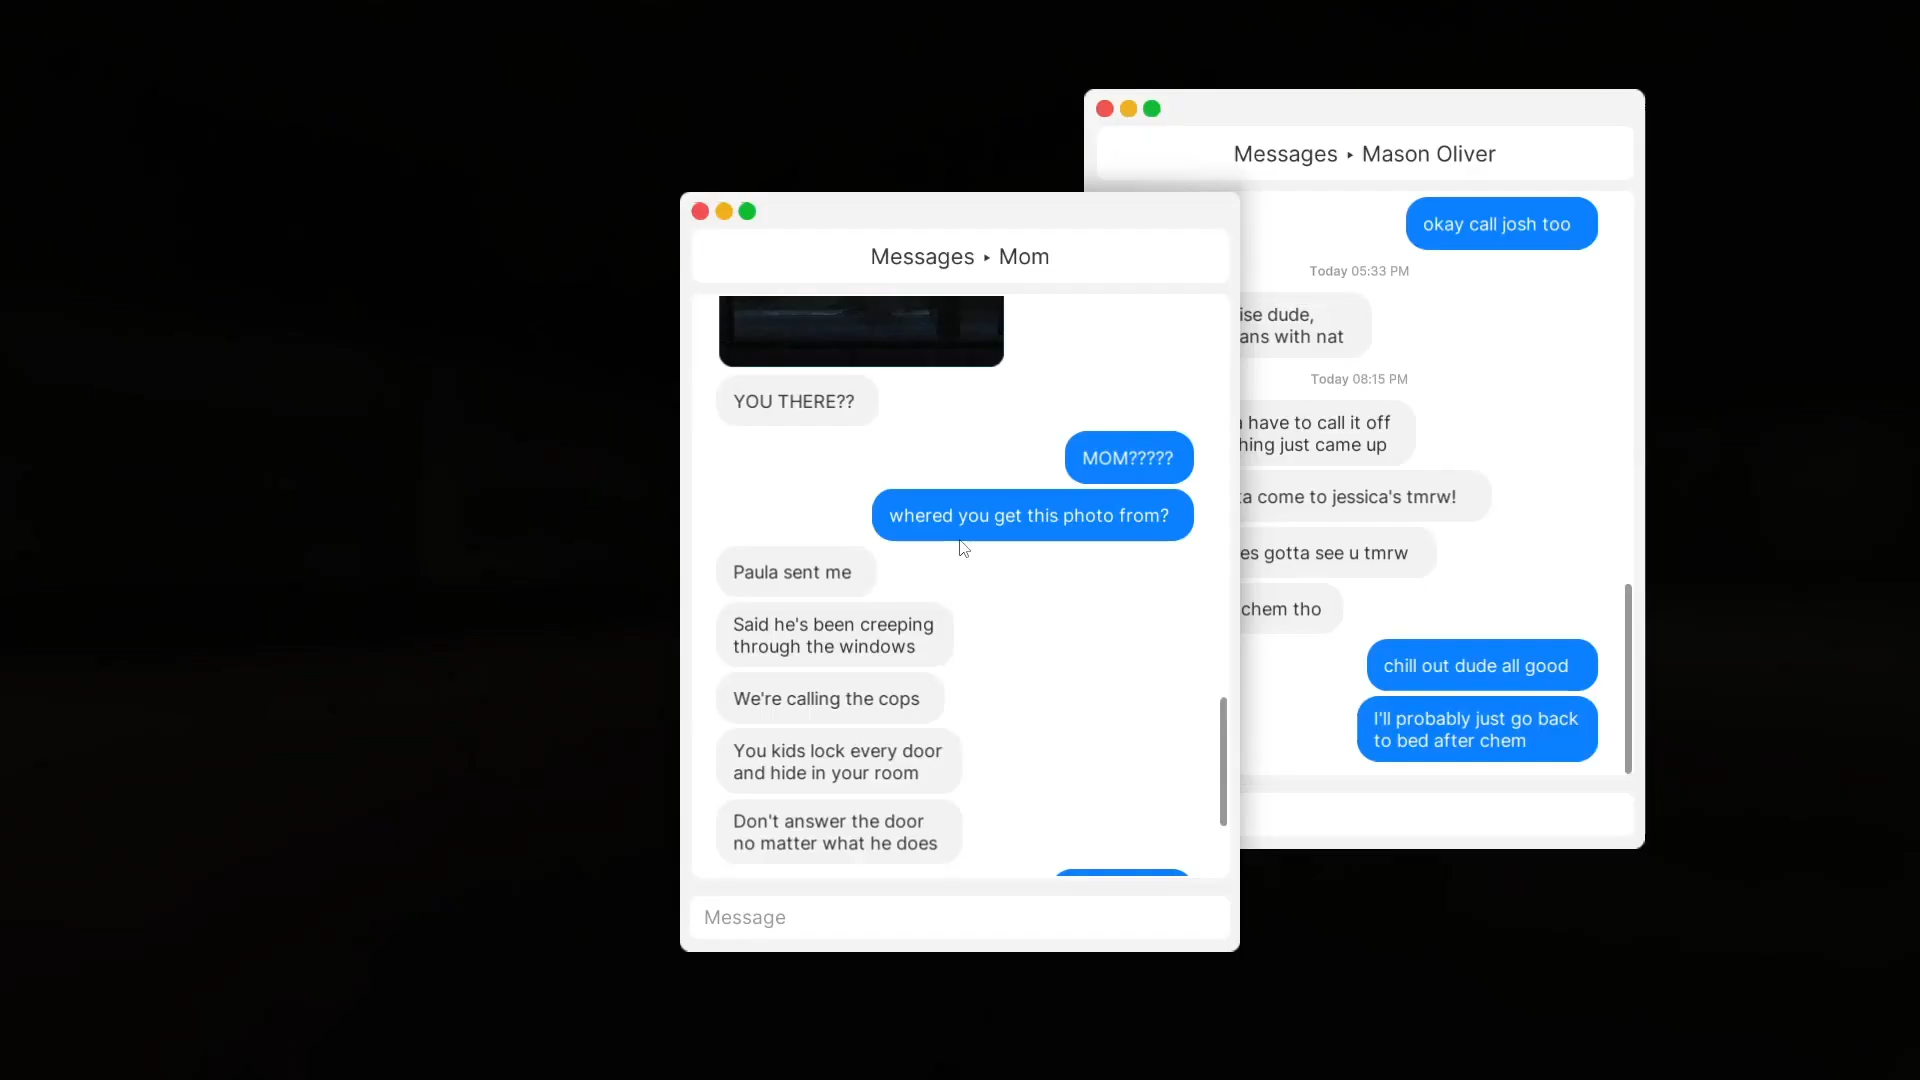 Messages ▸ Mom
YOU THERE??
MOM?????
whered you get this photo from?
Paula sent me
Said he's been creeping
through the windows
We're calling the cops
You kids lock every door
and hide in your room
Don't answer the door
no matter what he does
Message
Messages ▸ Mason Oliver
okay call josh too
Today 05:33 PM
ise dude,
ans with nat
Today 08:15 PM
have to call it off
hing just came up
come to jessica's tmrw!
es gotta see u tmrw
chem tho
chill out dude all good
I'll probably just go back
to bed after chem